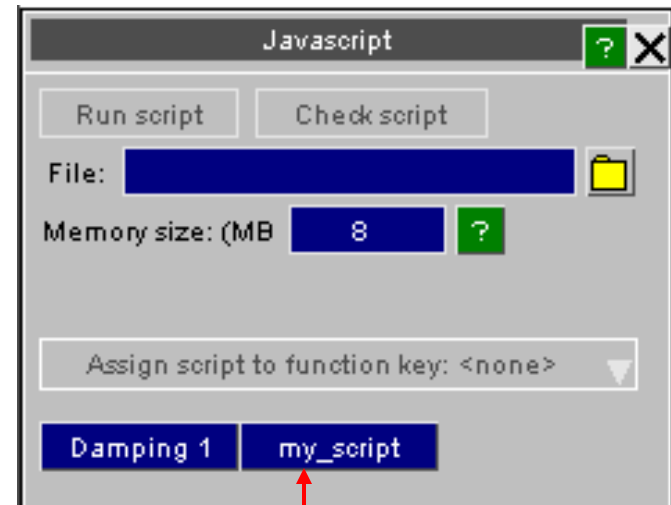 Javascript ? X
Run script Check script
File:
Memory size: (MB 8 ?
Assign script to function key: <none>
Damping 1 my_script